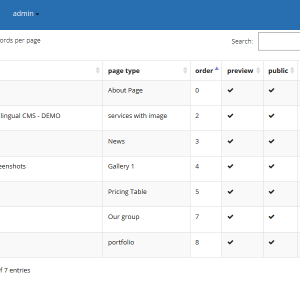 admin
ords per page
Search:
page type order preview public
About Page 0
lingual CMS - DEMO services with image 2
News 3
eenshots Gallery 1 4
Pricing Table 5
Our group 7
portfolio 8
f 7 entries